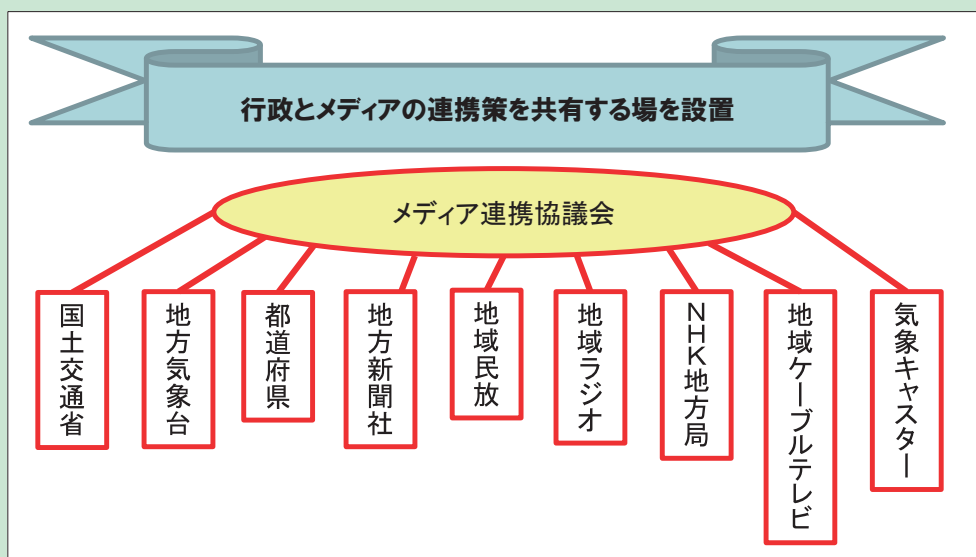 行政とメディアの連携策を共有する場を設置
メディア連携協議会
国土交通省
地方気象台
都道府県
地方新聞社
地域民放
地域ラジオ
NHK地方局
地域ケーブルテレビ
気象キャスター